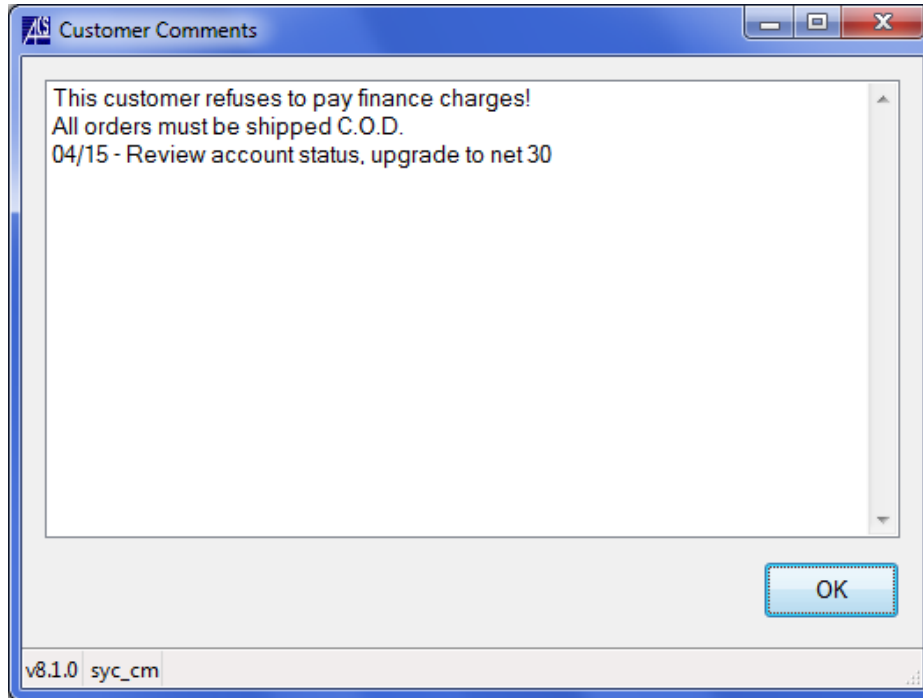 ACS Customer Comments
This customer refuses to pay finance charges!
All orders must be shipped C.O.D.
04/15 - Review account status, upgrade to net 30
OK
v8.1.0 syc_cm